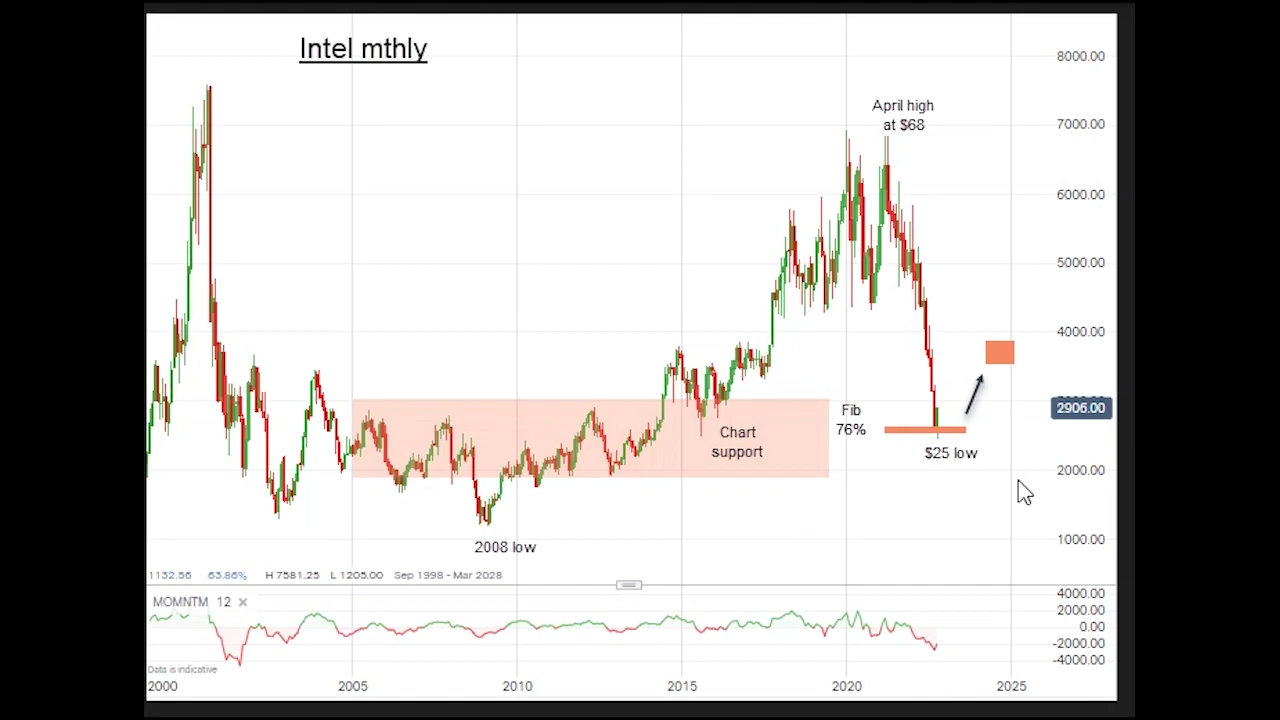 Intel mthly
8000.00
April high
at $68
7000.00
6000.00
5000.00
4000.00
Fib
76%
2906.00
Chart
support
$25 low
2000.00
2008 low
1000.00
1132.56 63.86% H 7581.25 L 1205.00 Sep 1998 - Mar 2028
MOMNTM 12 ×
4000.00
2000.00
0.00
-2000.00
-4000.00
Data is indicative
2000 2005 2010 2015 2020 2025